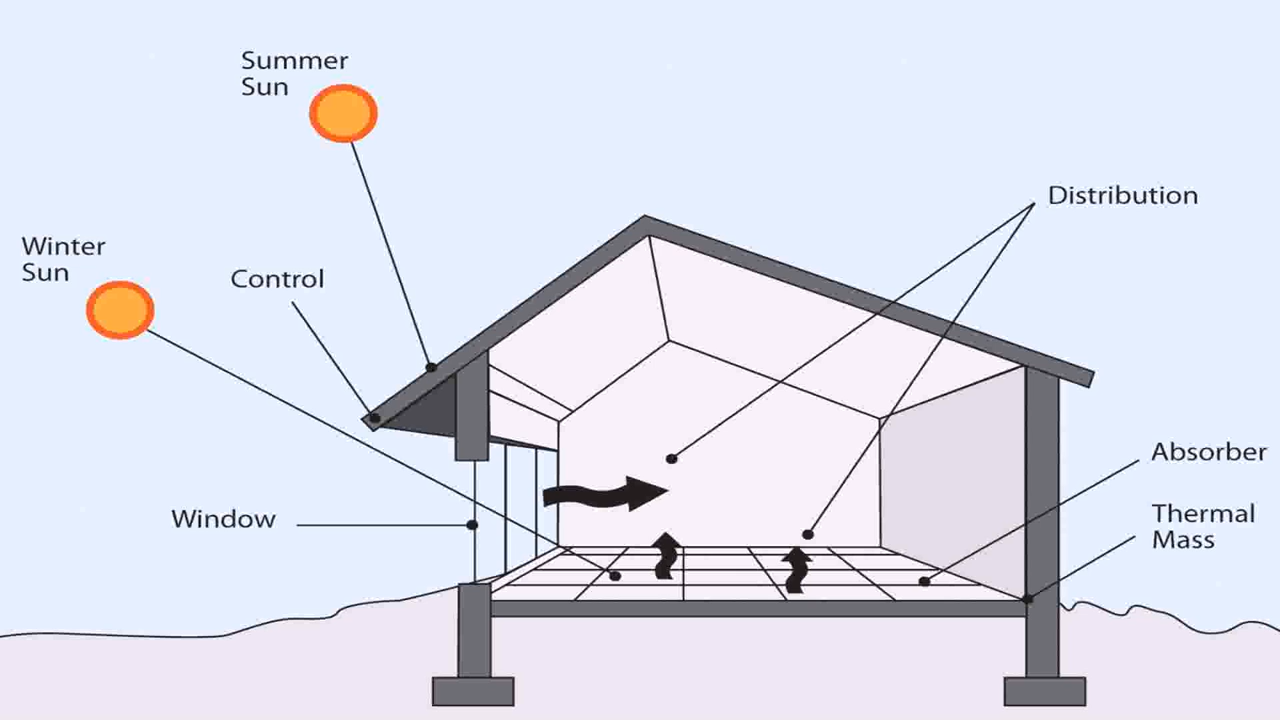 Summer
Sun
Distribution
Winter
Sun
Control
Absorber
Window
Thermal
Mass